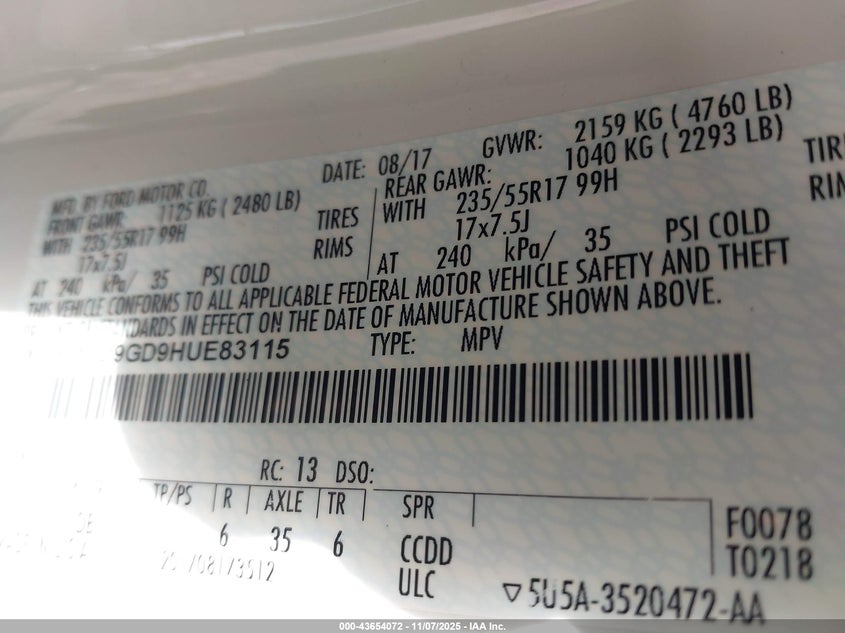 DATE: 08/17 GVWR: 2159 KG ( 4760 LB)
MFD. BY FORD MOTOR CO. REAR GAWR: 1040 KG ( 2293 LB)
FRONT GAWR: 1125 KG ( 2480 LB) TIRES WITH 235/55R17 99H TIR
WITH 235/55R17 99H RIMS 17x7.5J RIM
17x7.5J AT 240 kPa/ 35 PSI COLD
AT 240 kPa/ 35 PSI COLD
THIS VEHICLE CONFORMS TO ALL APPLICABLE FEDERAL MOTOR VEHICLE SAFETY AND THEFT
STANDARDS IN EFFECT ON THE DATE OF MANUFACTURE SHOWN ABOVE.
9GD9HUE83115 TYPE: MPV
RC: 13 DSO:
TP/PS R AXLE TR SPR F0078
6 35 6 CCDD T0218
ULC ▽5U5A-3520472-AA
000-43654072 - 11/07/2025 - IAA Inc.